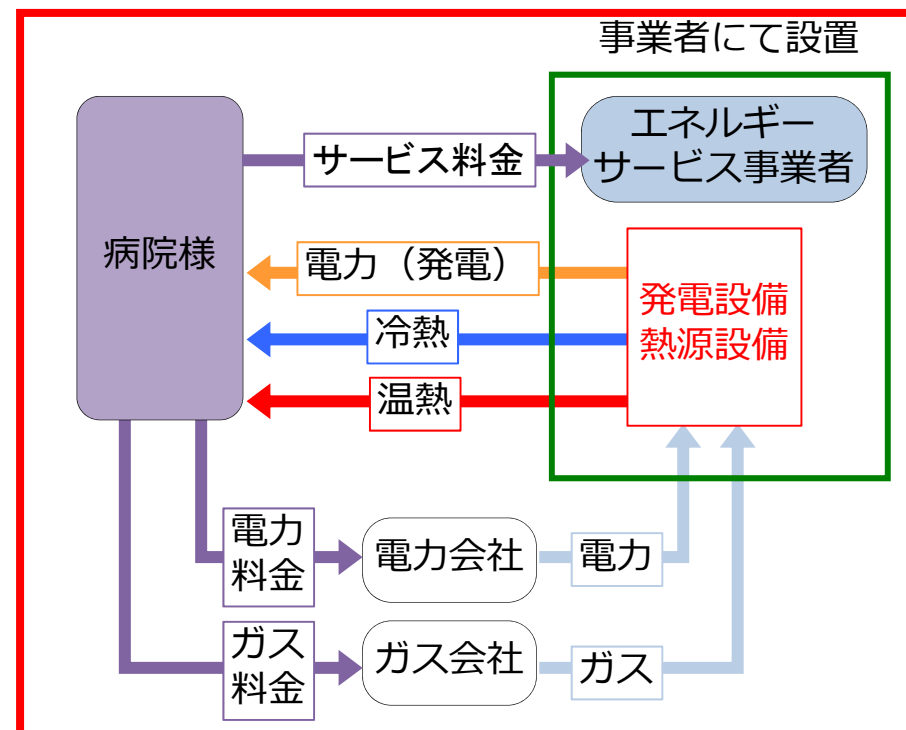 事業者にて設置
エネルギー
サービス事業者
サービス料金
病院様
電力（発電）
冷熱
温熱
発電設備
熱源設備
電力
料金
電力会社
電力
ガス
料金
ガス会社
ガス